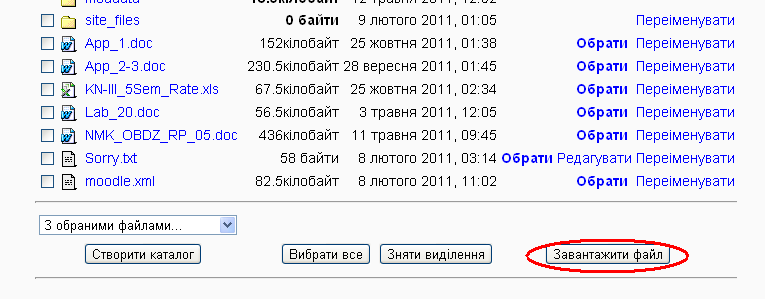 site_files 0 байти 9 лютого 2011, 01:05 Переіменувати
App_1.doc 152кілобайт 25 жовтня 2011, 01:38 Обрати Переіменувати
App_2-3.doc 230.5кілобайт 28 вересня 2011, 01:45 Обрати Переіменувати
KN-III_5Sem_Rate.xls 67.5кілобайт 25 жовтня 2011, 02:34 Обрати Переіменувати
Lab_20.doc 56.5кілобайт 3 травня 2011, 12:05 Обрати Переіменувати
NMK_OBDZ_RP_05.doc 436кілобайт 11 травня 2011, 09:45 Обрати Переіменувати
Sorry.txt 58 байти 8 лютого 2011, 03:14 Обрати Редагувати Переіменувати
moodle.xml 82.5кілобайт 8 лютого 2011, 11:02 Обрати Переіменувати
З обраними файлами...
Створити каталог Вибрати все Зняти виділення Завантажити файл